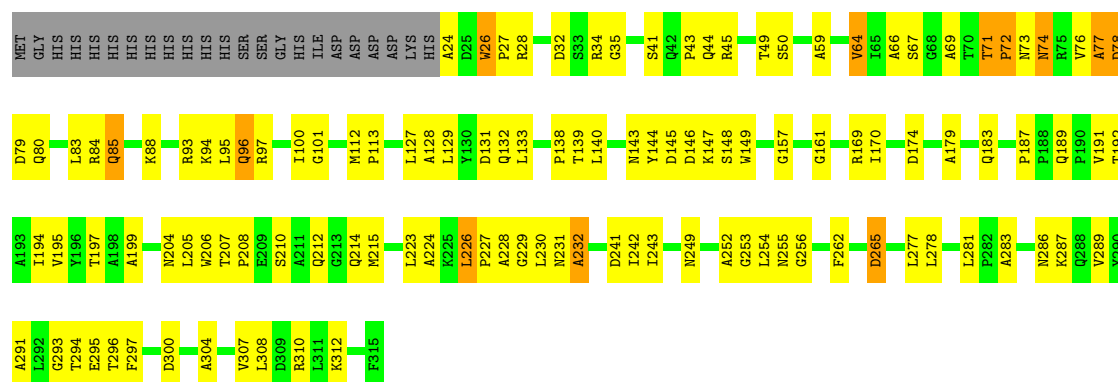 MET GLY HIS HIS HIS HIS HIS HIS HIS HIS HIS HIS SER SER GLY HIS ILE ASP ASP ASP ASP LYS HIS A24 D25 W26 P27 R28 D32 S33 R34 G35 S41 Q42 P43 Q44 R45 T49 S50 A59 V64 I65 A66 S67 G68 A69 T70 T71 P72 N73 N74 R75 V76 A77
D79 Q80 L83 R84 Q85 K88 R93 K94 L95 Q96 R97 I100 G101 M112 P113 L127 A128 L129 Y130 D131 Q132 L133 P138 T139 L140 N143 Y144 D145 D146 K147 S148 W149 G157 G161 R169 I170 D174 A179 Q183 P187 P188 Q189 P190 V191 T192
A193 I194 V195 Y196 T197 A198 A199 N204 L205 W206 T207 P208 E209 S210 A211 Q212 G213 Q214 M215 L223 A224 K225 L226 P227 A228 G229 L230 N231 A232 D241 I242 I243 N249 A252 G253 L254 N255 G256 F262 D265 L277 L278 L281 P282 A283 N286 K287 Q288 V289 Y290
A291 L292 G293 T294 E295 T296 F297 D300 A304 V307 L308 D309 R310 L311 K312 F315